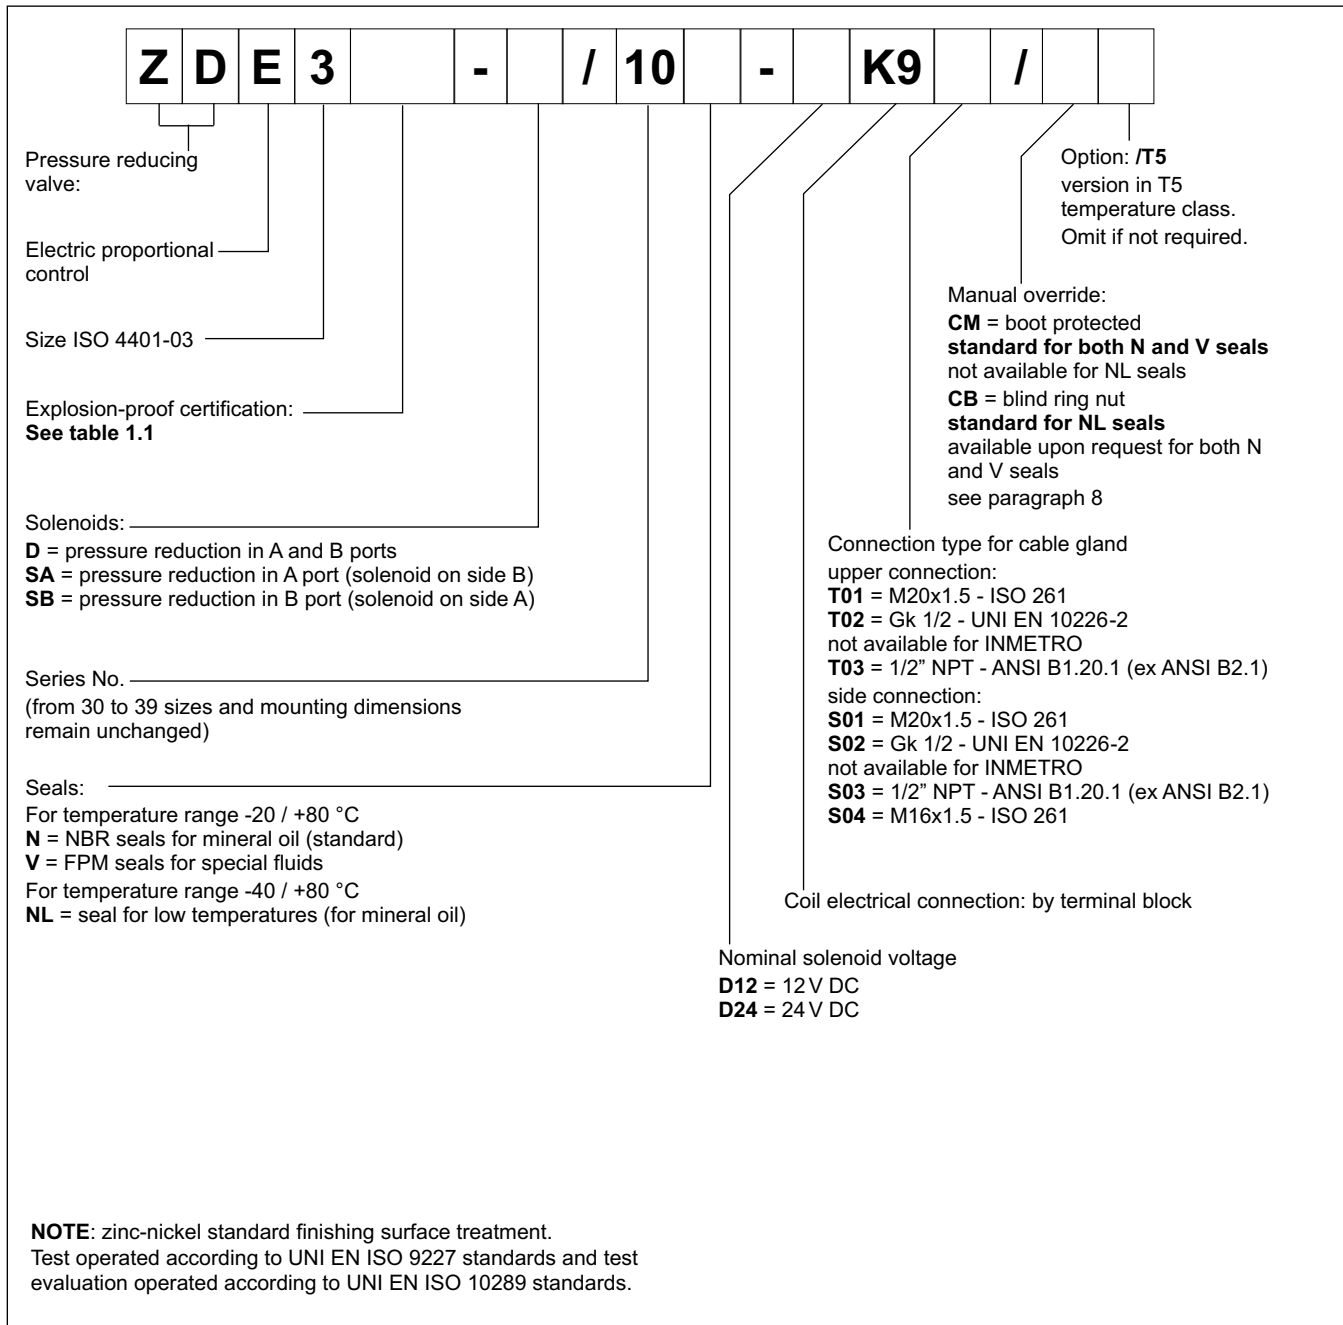 Z D E 3 - / 10 - K9 /
Pressure reducing
valve:
Electric proportional
control
Size ISO 4401-03
Explosion-proof certification:
See table 1.1
Solenoids:
D = pressure reduction in A and B ports
SA = pressure reduction in A port (solenoid on side B)
SB = pressure reduction in B port (solenoid on side A)
Series No.
(from 30 to 39 sizes and mounting dimensions
remain unchanged)
Seals:
For temperature range -20 / +80 °C
N = NBR seals for mineral oil (standard)
V = FPM seals for special fluids
For temperature range -40 / +80 °C
NL = seal for low temperatures (for mineral oil)
Option: /T5
version in T5
temperature class.
Omit if not required.
Manual override:
CM = boot protected
standard for both N and V seals
not available for NL seals
CB = blind ring nut
standard for NL seals
available upon request for both N
and V seals
see paragraph 8
Connection type for cable gland
upper connection:
T01 = M20x1.5 - ISO 261
T02 = Gk 1/2 - UNI EN 10226-2
not available for INMETRO
T03 = 1/2” NPT - ANSI B1.20.1 (ex ANSI B2.1)
side connection:
S01 = M20x1.5 - ISO 261
S02 = Gk 1/2 - UNI EN 10226-2
not available for INMETRO
S03 = 1/2” NPT - ANSI B1.20.1 (ex ANSI B2.1)
S04 = M16x1.5 - ISO 261
Coil electrical connection: by terminal block
Nominal solenoid voltage
D12 = 12 V DC
D24 = 24 V DC
NOTE: zinc-nickel standard finishing surface treatment.
Test operated according to UNI EN ISO 9227 standards and test
evaluation operated according to UNI EN ISO 10289 standards.